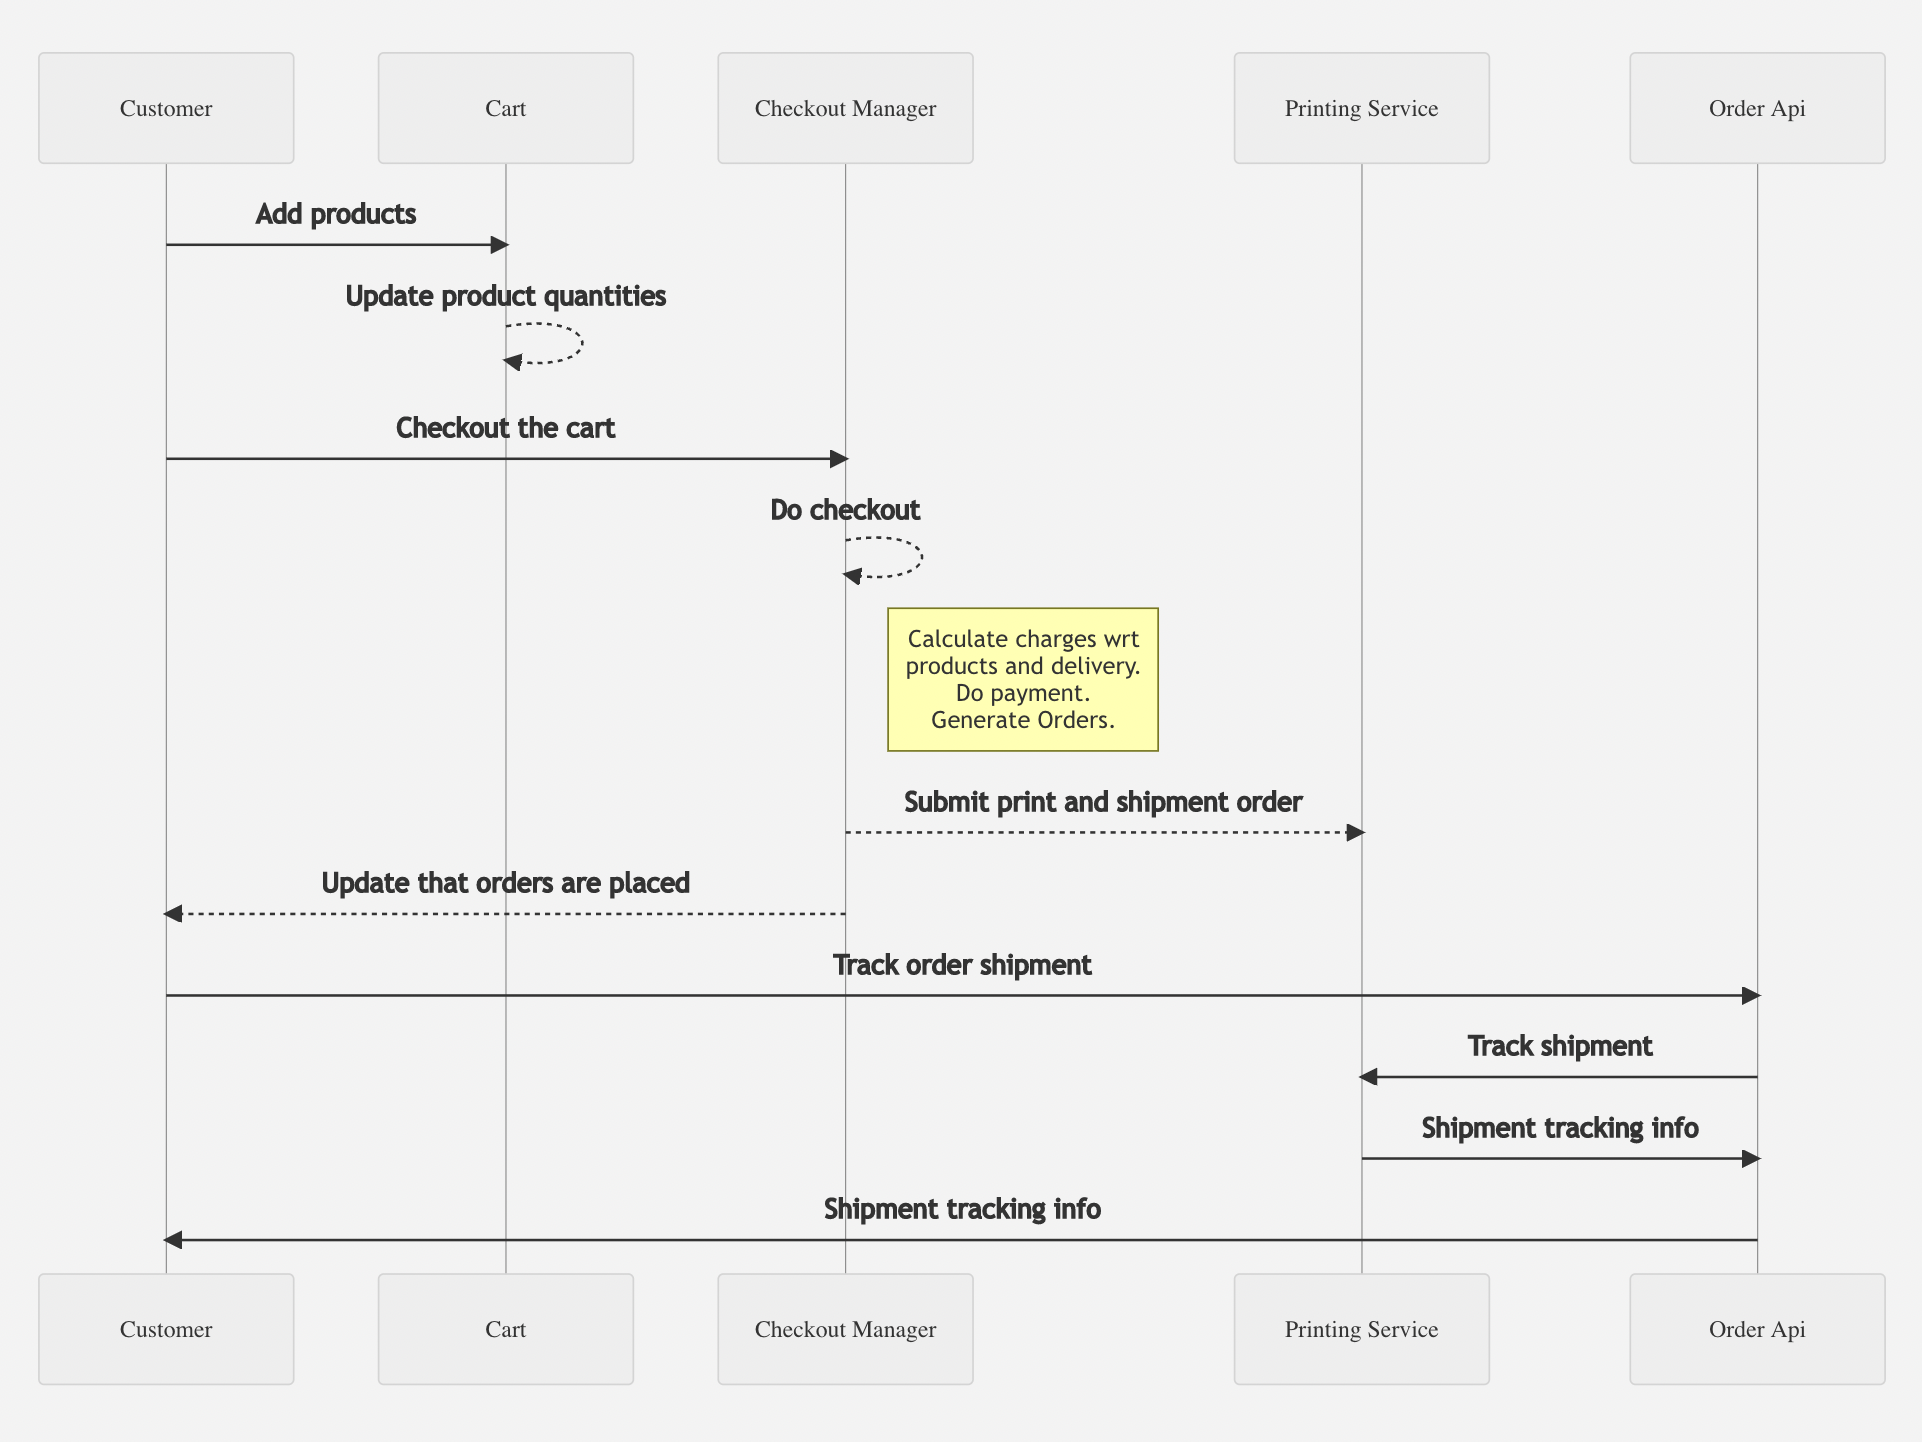 Customer
Cart
Checkout Manager
Printing Service
Order Api
Add products
Update product quantities
Checkout the cart
Do checkout
Calculate charges wrt
products and delivery.
Do payment.
Generate Orders.
Submit print and shipment order
Update that orders are placed
Track order shipment
Track shipment
Shipment tracking info
Shipment tracking info
Customer
Cart
Checkout Manager
Printing Service
Order Api